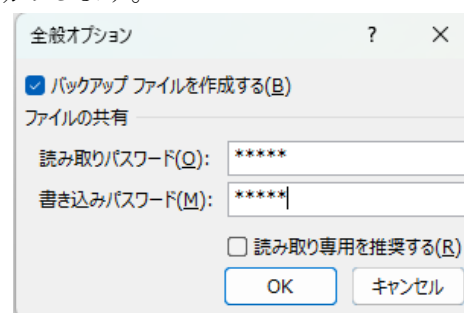 全般オプション ? ×
バックアップ ファイルを作成する(B)
ファイルの共有
読み取りパスワード(O): *****
書き込みパスワード(M): *****
読み取り専用を推奨する(R)
OK キャンセル